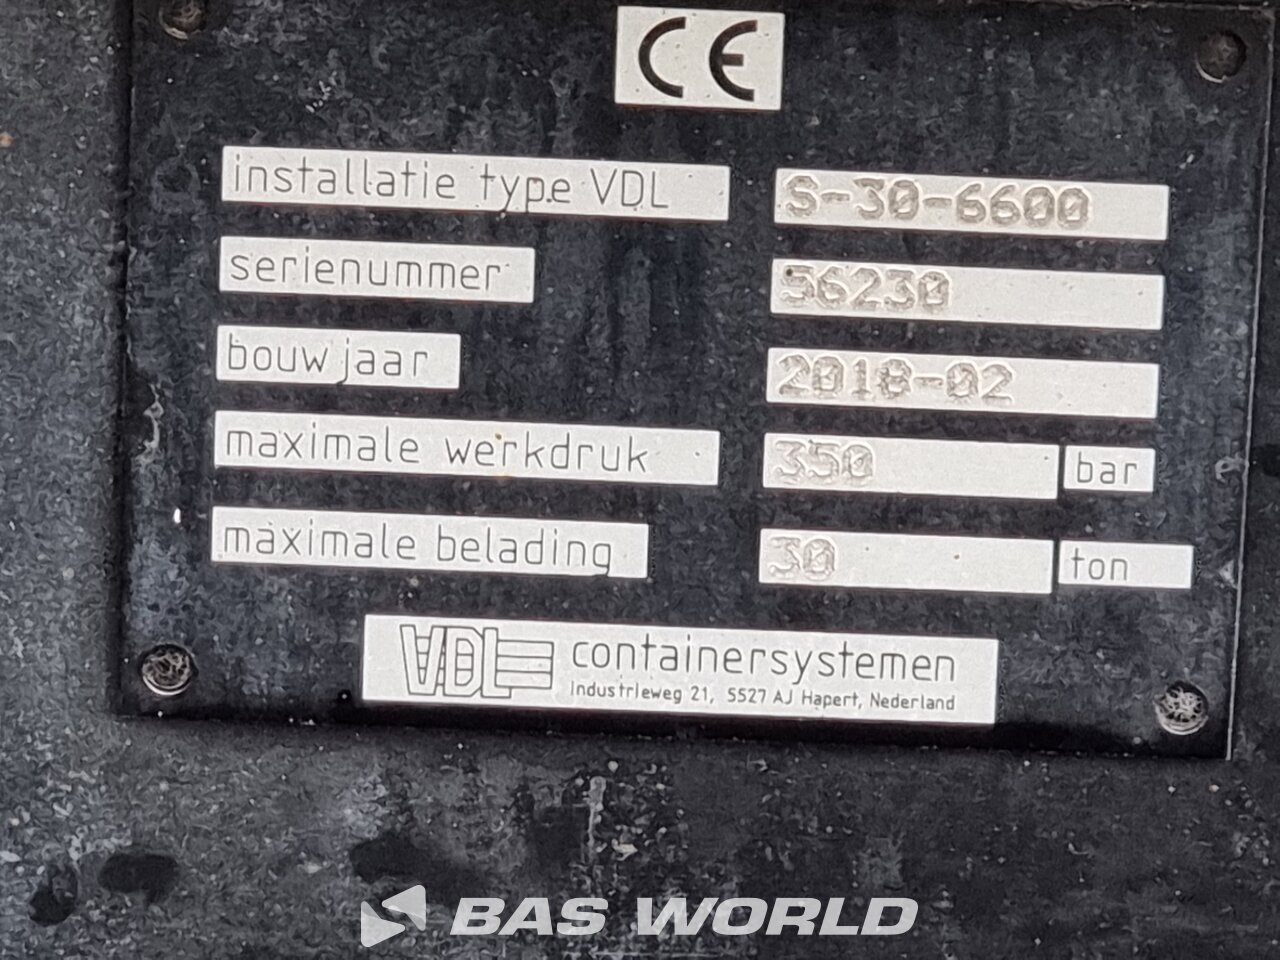 CE
installatie type VDL S-30-6600
serienummer 56230
bouwjaar 2018-02
maximale werkdruk 350 bar
maximale belading 30 ton
VDL containersystemen
Industrieweg 21, 5527 AJ Hapert, Nederland
BAS WORLD